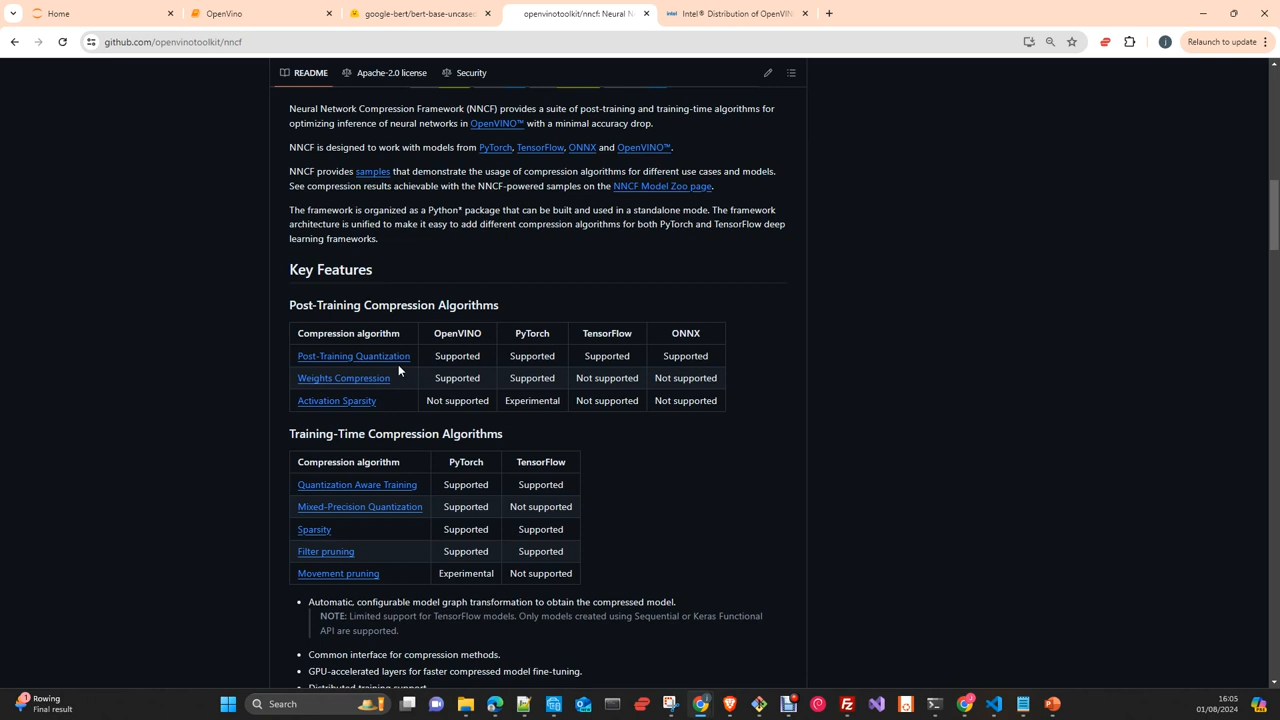 Home
OpenVino
google-bert/bert-base-uncased
openvinotoolkit/nncf: Neural N
Intel® Distribution of OpenVIN
github.com/openvinotoolkit/nncf
Relaunch to update
README
Apache-2.0 license
Security
Neural Network Compression Framework (NNCF) provides a suite of post-training and training-time algorithms for
optimizing inference of neural networks in OpenVINO™ with a minimal accuracy drop.
NNCF is designed to work with models from PyTorch, TensorFlow, ONNX and OpenVINO™.
NNCF provides samples that demonstrate the usage of compression algorithms for different use cases and models.
See compression results achievable with the NNCF-powered samples on the NNCF Model Zoo page.
The framework is organized as a Python* package that can be built and used in a standalone mode. The framework
architecture is unified to make it easy to add different compression algorithms for both PyTorch and TensorFlow deep
learning frameworks.
Key Features
Post-Training Compression Algorithms
Compression algorithm OpenVINO PyTorch TensorFlow ONNX
Post-Training Quantization Supported Supported Supported Supported
Weights Compression Supported Supported Not supported Not supported
Activation Sparsity Not supported Experimental Not supported Not supported
Training-Time Compression Algorithms
Compression algorithm PyTorch TensorFlow
Quantization Aware Training Supported Supported
Mixed-Precision Quantization Supported Not supported
Sparsity Supported Supported
Filter pruning Supported Supported
Movement pruning Experimental Not supported
• Automatic, configurable model graph transformation to obtain the compressed model.
NOTE: Limited support for TensorFlow models. Only models created using Sequential or Keras Functional
API are supported.
• Common interface for compression methods.
• GPU-accelerated layers for faster compressed model fine-tuning.
• Distributed training support.
Rowing
Final result
Search
16:05
01/08/2024